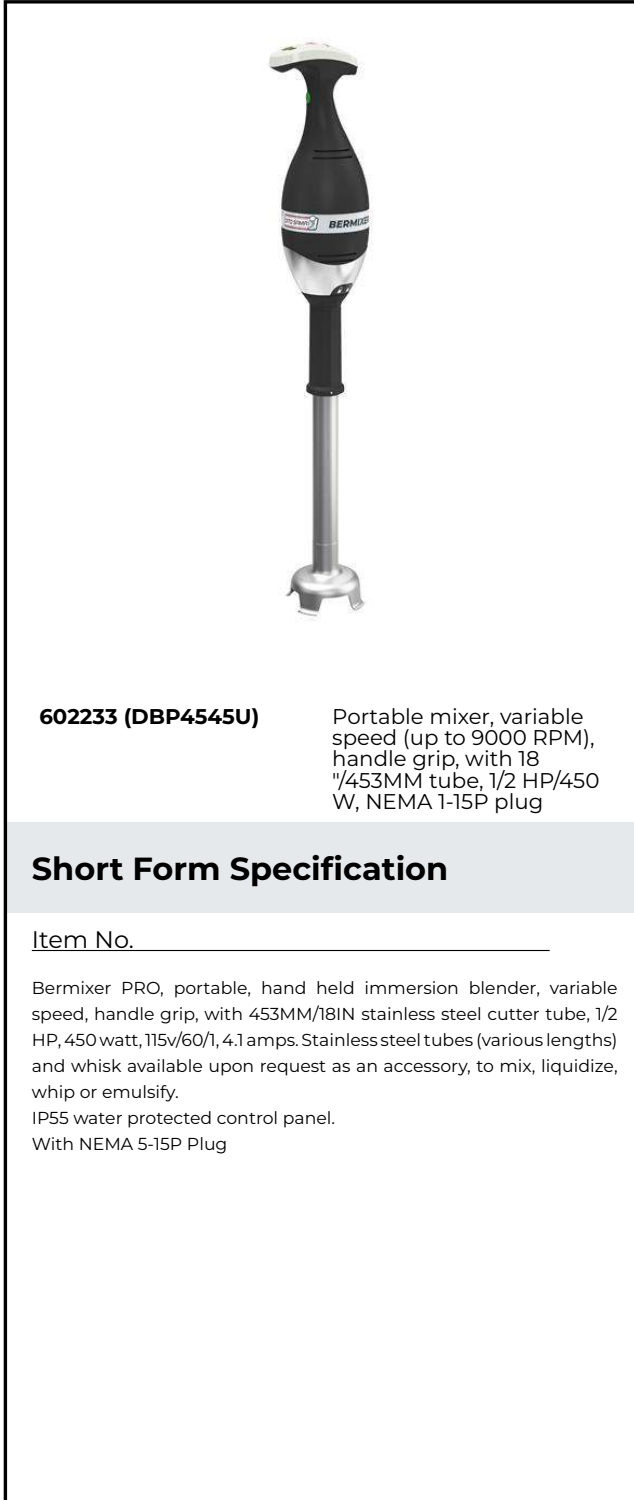 BERMIXER
602233 (DBP4545U)
Portable mixer, variable
speed (up to 9000 RPM),
handle grip, with 18
"/453MM tube, 1/2 HP/450
W, NEMA 1-15P plug
Short Form Specification
Item No.
Bermixer PRO, portable, hand held immersion blender, variable
speed, handle grip, with 453MM/18IN stainless steel cutter tube, 1/2
HP, 450 watt, 115v/60/1, 4.1 amps. Stainless steel tubes (various lengths)
and whisk available upon request as an accessory, to mix, liquidize,
whip or emulsify.
IP55 water protected control panel.
With NEMA 5-15P Plug